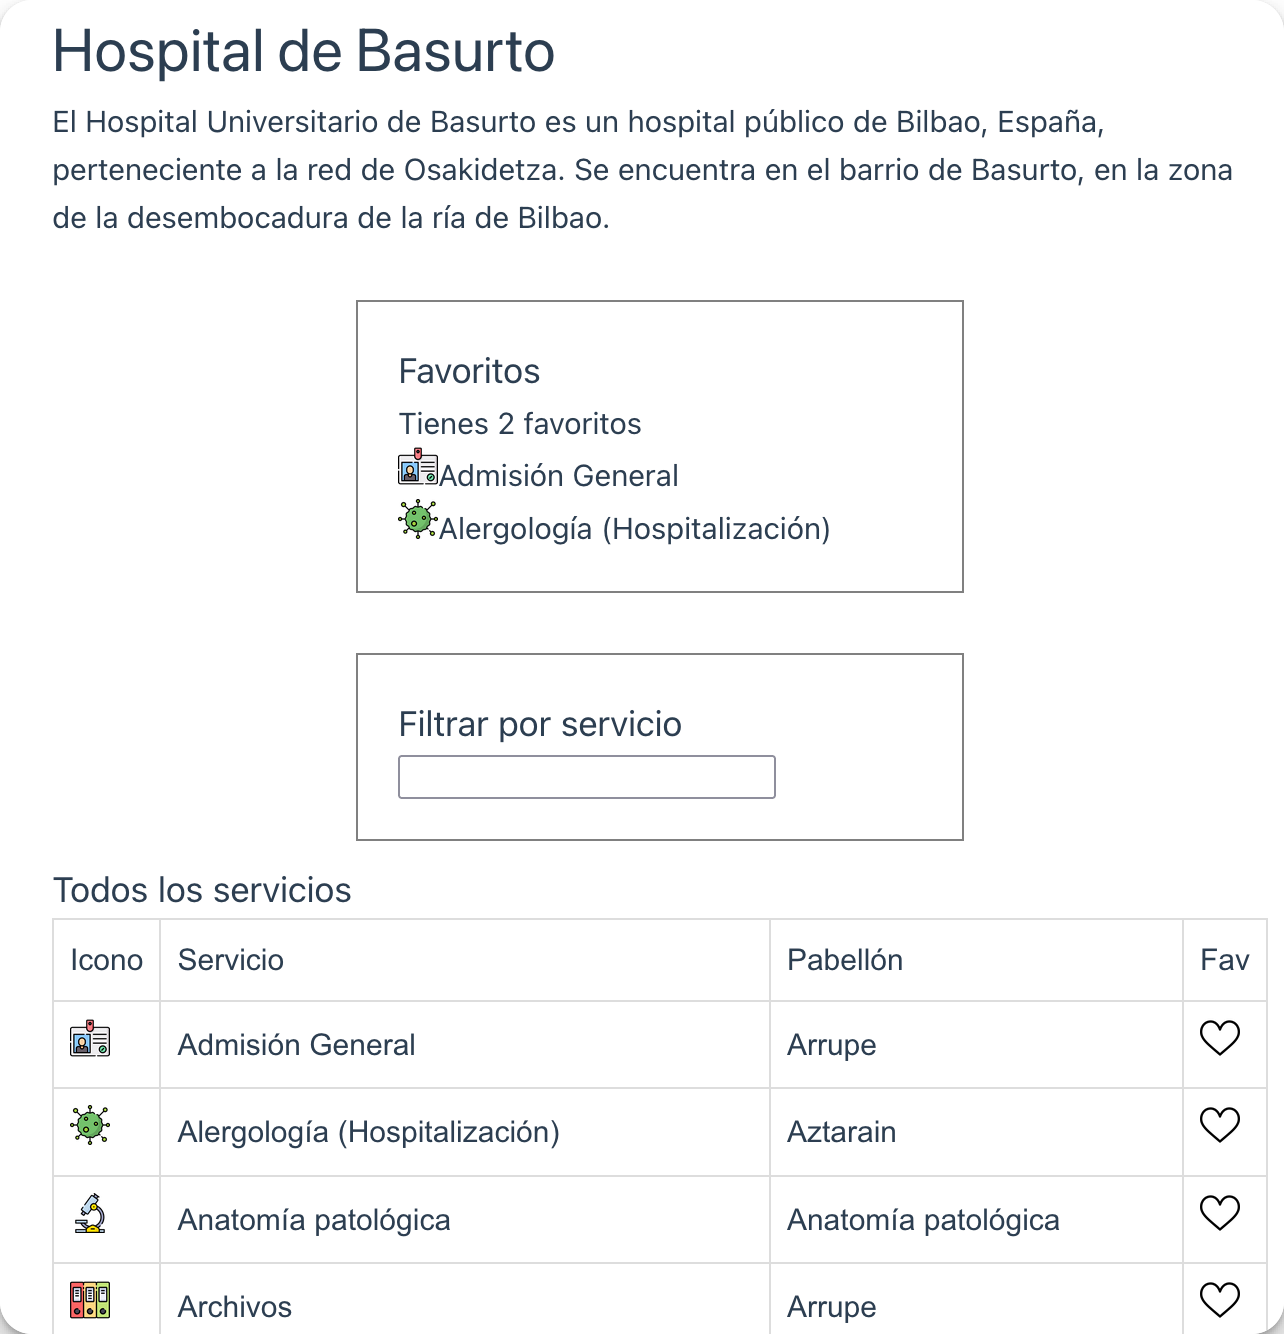 Hospital de Basurto
El Hospital Universitario de Basurto es un hospital público de Bilbao, España,
perteneciente a la red de Osakidetza. Se encuentra en el barrio de Basurto, en la zona
de la desembocadura de la ría de Bilbao.
Favoritos
Tienes 2 favoritos
Admisión General
Alergología (Hospitalización)
Filtrar por servicio
Todos los servicios
Icono Servicio Pabellón Fav
Admisión General Arrupe
Alergología (Hospitalización) Aztarain
Anatomía patológica Anatomía patológica
Archivos Arrupe